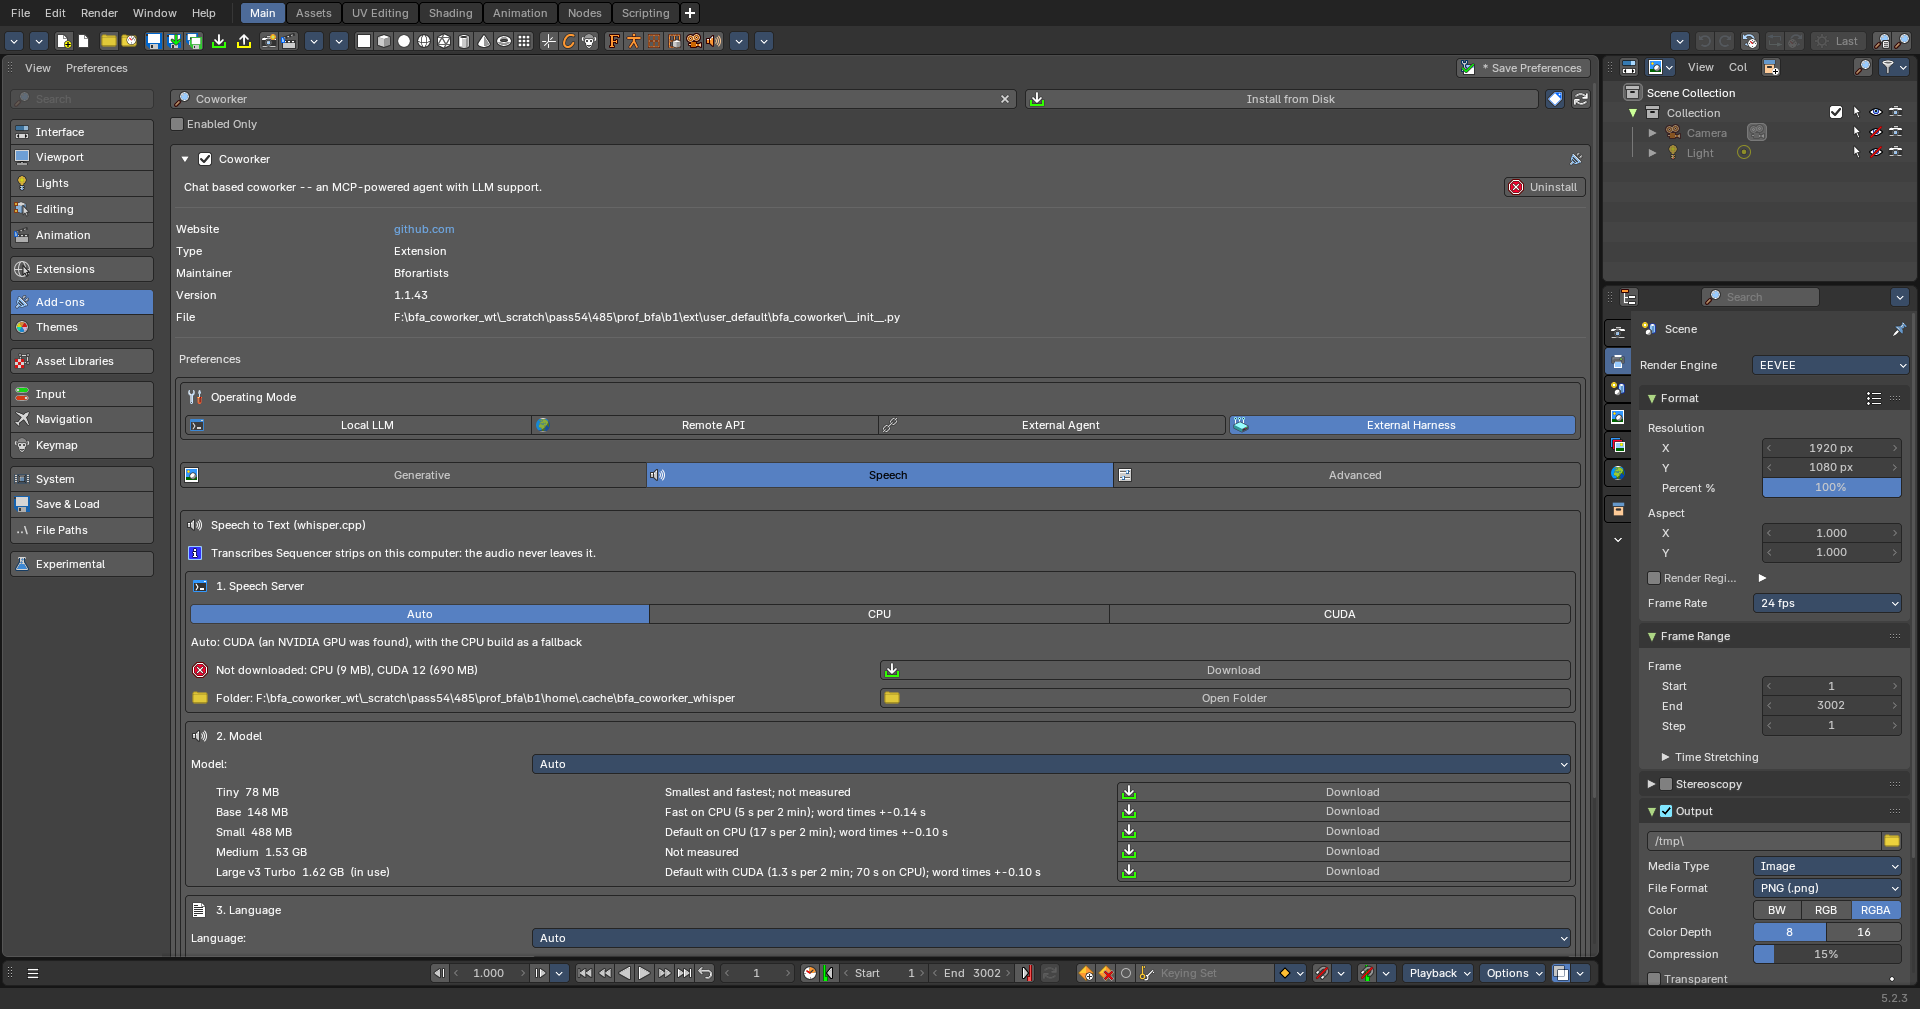 File Edit Render Window Help Main Assets UV Editing Shading Animation Nodes Scripting
Last
View Preferences * Save Preferences
View Col
Search
Coworker Install from Disk
Enabled Only
Interface
Viewport
Lights
Editing
Animation
Extensions
Add-ons
Themes
Asset Libraries
Input
Navigation
Keymap
System
Save & Load
File Paths
Experimental
Coworker
Chat based coworker -- an MCP-powered agent with LLM support. Uninstall
Website github.com
Type Extension
Maintainer Bforartists
Version 1.1.43
File F:\bfa_coworker_wt\_scratch\pass54\485\prof_bfa\b1\ext\user_default\bfa_coworker\__init__.py
Preferences
Operating Mode
Local LLM Remote API External Agent External Harness
Generative Speech Advanced
Speech to Text (whisper.cpp)
Transcribes Sequencer strips on this computer: the audio never leaves it.
1. Speech Server
Auto CPU CUDA
Auto: CUDA (an NVIDIA GPU was found), with the CPU build as a fallback
Not downloaded: CPU (9 MB), CUDA 12 (690 MB) Download
Folder: F:\bfa_coworker_wt\_scratch\pass54\485\prof_bfa\b1\home\.cache\bfa_coworker_whisper Open Folder
2. Model
Model: Auto
Tiny 78 MB Smallest and fastest; not measured Download
Base 148 MB Fast on CPU (5 s per 2 min); word times +-0.14 s Download
Small 488 MB Default on CPU (17 s per 2 min); word times +-0.10 s Download
Medium 1.53 GB Not measured Download
Large v3 Turbo 1.62 GB (in use) Default with CUDA (1.3 s per 2 min; 70 s on CPU); word times +-0.10 s Download
3. Language
Language: Auto
Scene Collection
Collection
Camera
Light
Search
Scene
Render Engine EEVEE
Format
Resolution
X 1920 px
Y 1080 px
Percent % 100%
Aspect
X 1.000
Y 1.000
Render Regi...
Frame Rate 24 fps
Frame Range
Frame
Start 1
End 3002
Step 1
Time Stretching
Stereoscopy
Output
/tmp\
Media Type Image
File Format PNG (.png)
Color BW RGB RGBA
Color Depth 8 16
Compression 15%
Transparent
1.000 1 Start 1 End 3002 Keying Set Playback Options
5.2.3